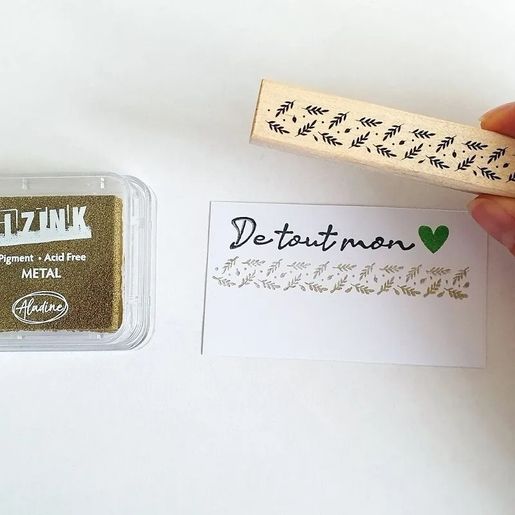 IZINK
Pigment • Acid Free
METAL
Aladine
De tout mon